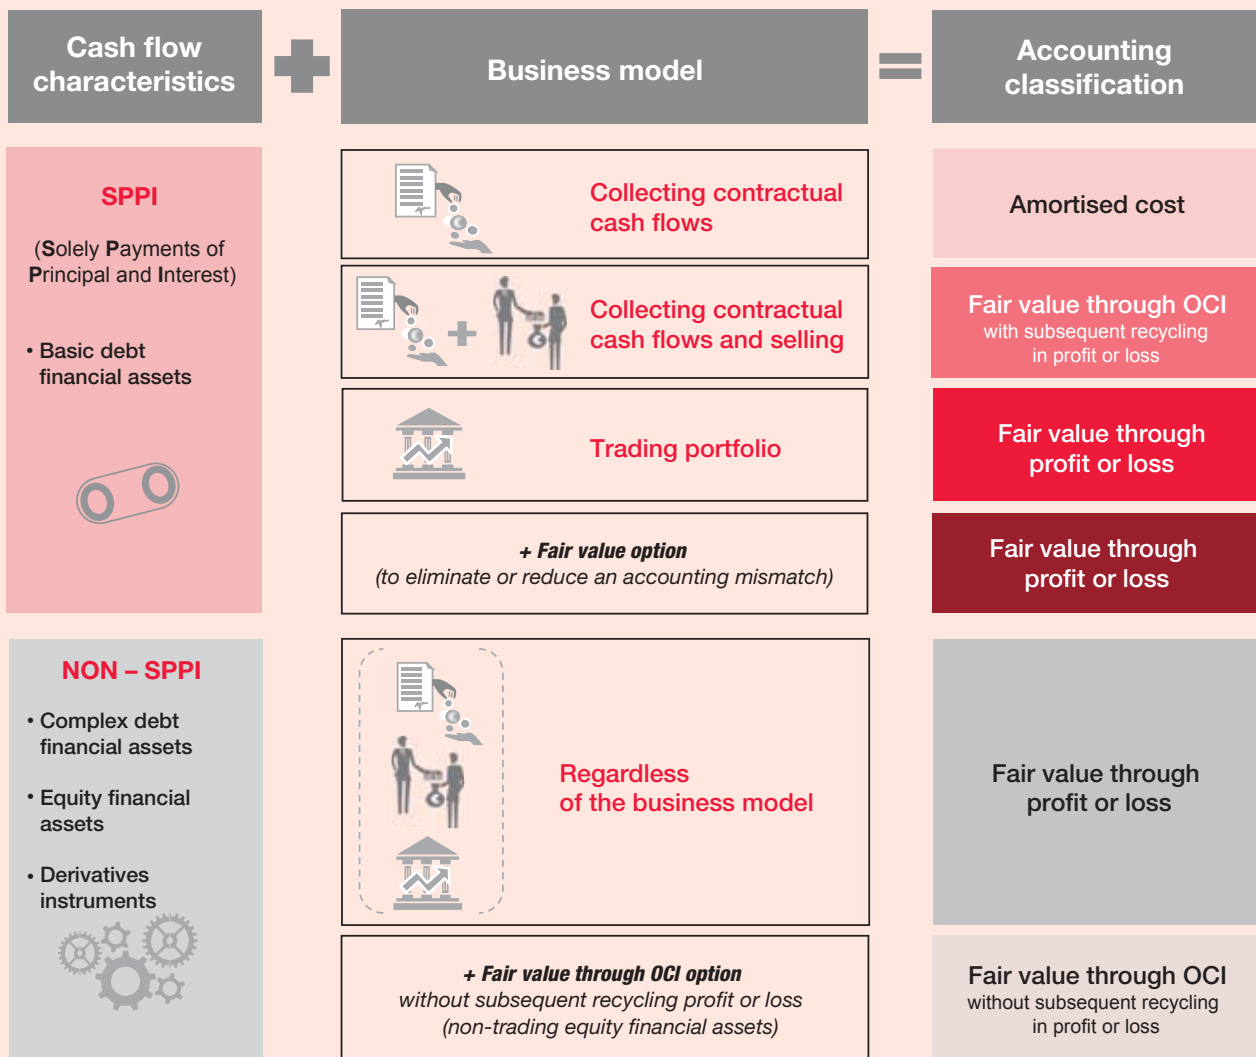 Cash flow
characteristics
Business model
Accounting
classification
SPPI
(Solely Payments of
Principal and Interest)
• Basic debt
financial assets
Collecting contractual
cash flows
Amortised cost
Collecting contractual
cash flows and selling
Fair value through OCI
with subsequent recycling
in profit or loss
Trading portfolio
Fair value through
profit or loss
+ Fair value option
(to eliminate or reduce an accounting mismatch)
Fair value through
profit or loss
NON – SPPI
• Complex debt
financial assets
• Equity financial
assets
• Derivatives
instruments
Regardless
of the business model
Fair value through
profit or loss
+ Fair value through OCI option
without subsequent recycling profit or loss
(non-trading equity financial assets)
Fair value through OCI
without subsequent recycling
in profit or loss